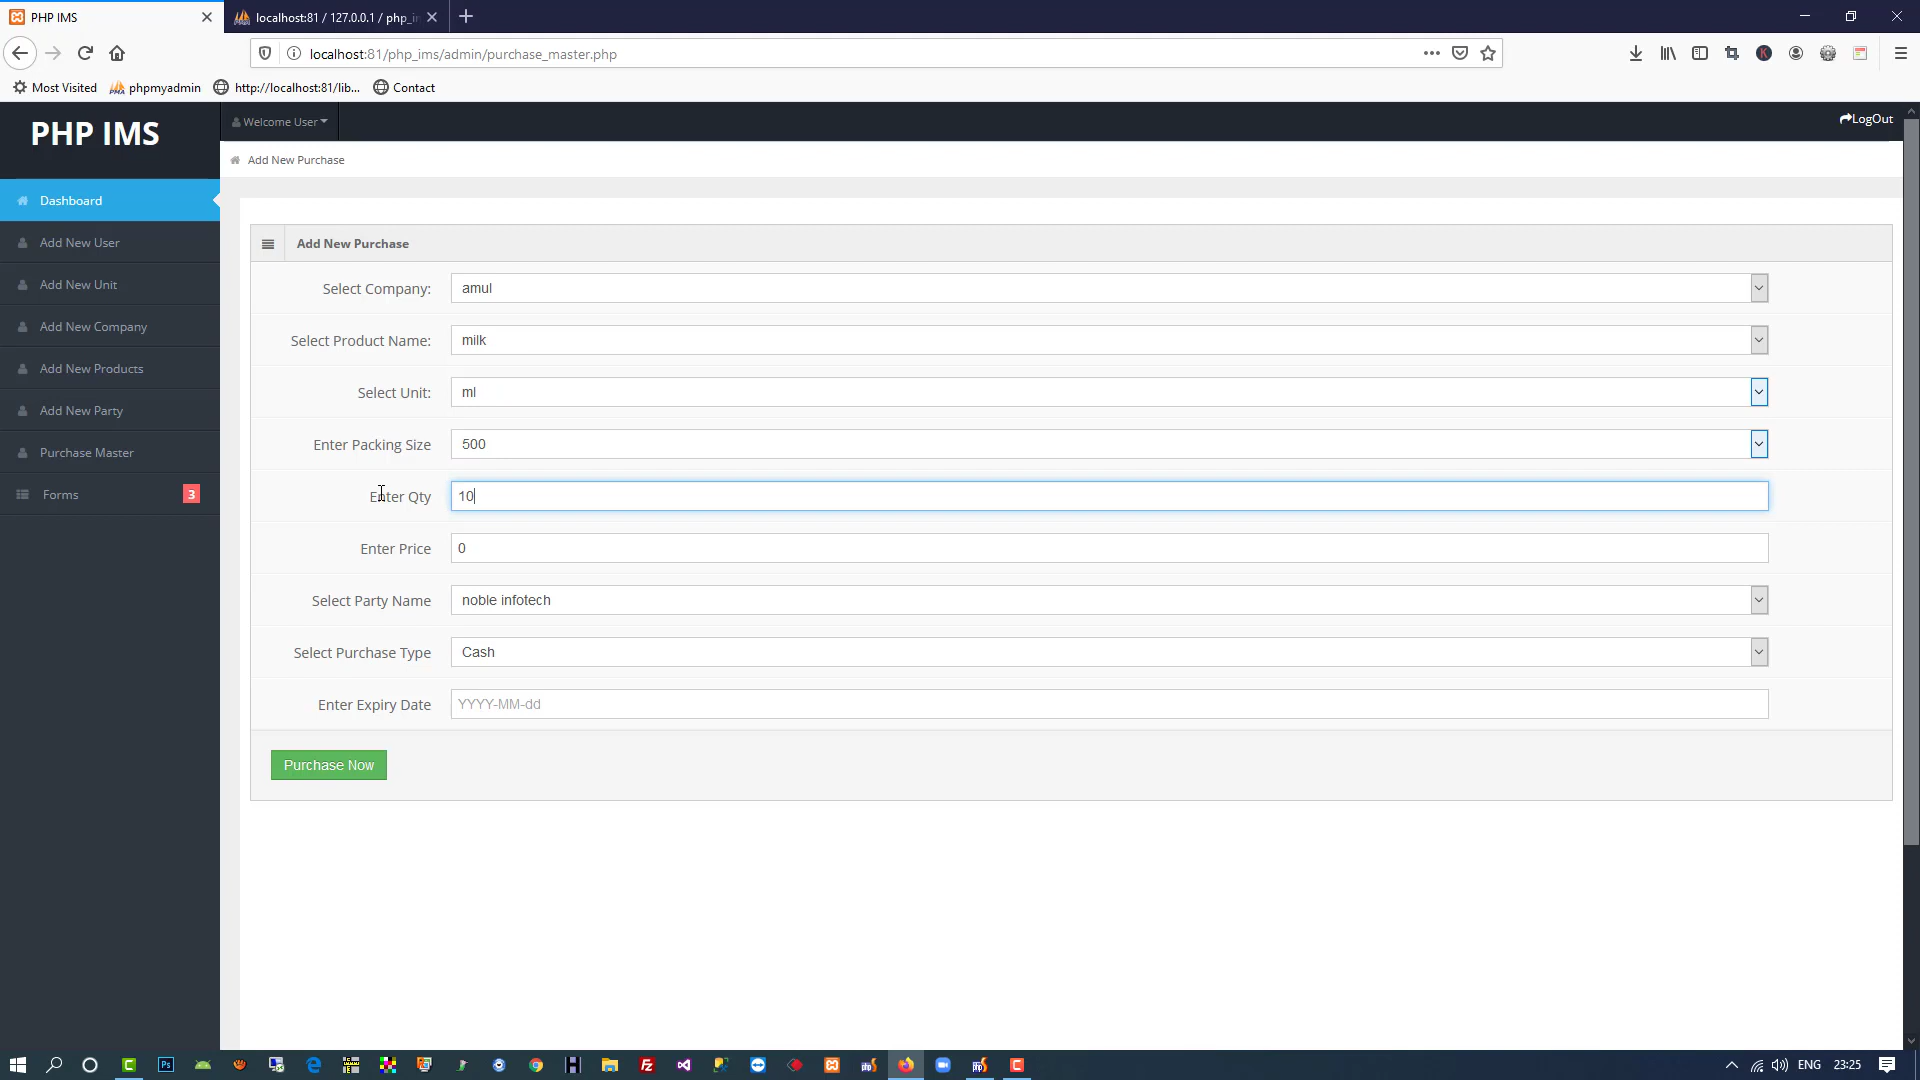 PHP IMS
localhost:81 / 127.0.0.1 / php_i
localhost:81/php_ims/admin/purchase_master.php
Most Visited
phpmyadmin
http://localhost:81/lib...
Contact
PHP IMS
Welcome User
LogOut
Add New Purchase
Dashboard
Add New User
Add New Unit
Add New Company
Add New Products
Add New Party
Purchase Master
Forms
3
Add New Purchase
Select Company:
amul
Select Product Name:
milk
Select Unit:
ml
Enter Packing Size
500
Enter Qty
10
Enter Price
0
Select Party Name
noble infotech
Select Purchase Type
Cash
Enter Expiry Date
YYYY-MM-dd
Purchase Now
ENG
23:25